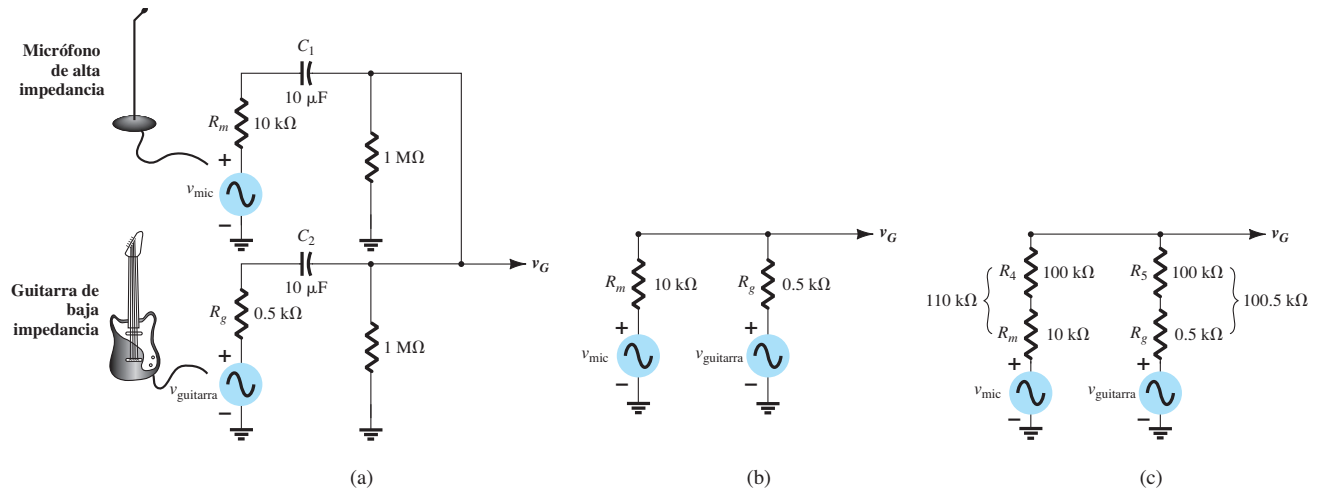 Micrófono
de alta
impedancia
C1
10 μF
Rm
10 kΩ
1 MΩ
+
vmic
−
Guitarra de
baja
impedancia
C2
10 μF
vG
Rg
0.5 kΩ
1 MΩ
+
vguitarra
−
(a)
vG
Rm
10 kΩ
Rg
0.5 kΩ
+
vmic
−
+
vguitarra
−
(b)
vG
R4
100 kΩ
R5
100 kΩ
110 kΩ
100.5 kΩ
Rm
10 kΩ
Rg
0.5 kΩ
+
vmic
−
+
vguitarra
−
(c)